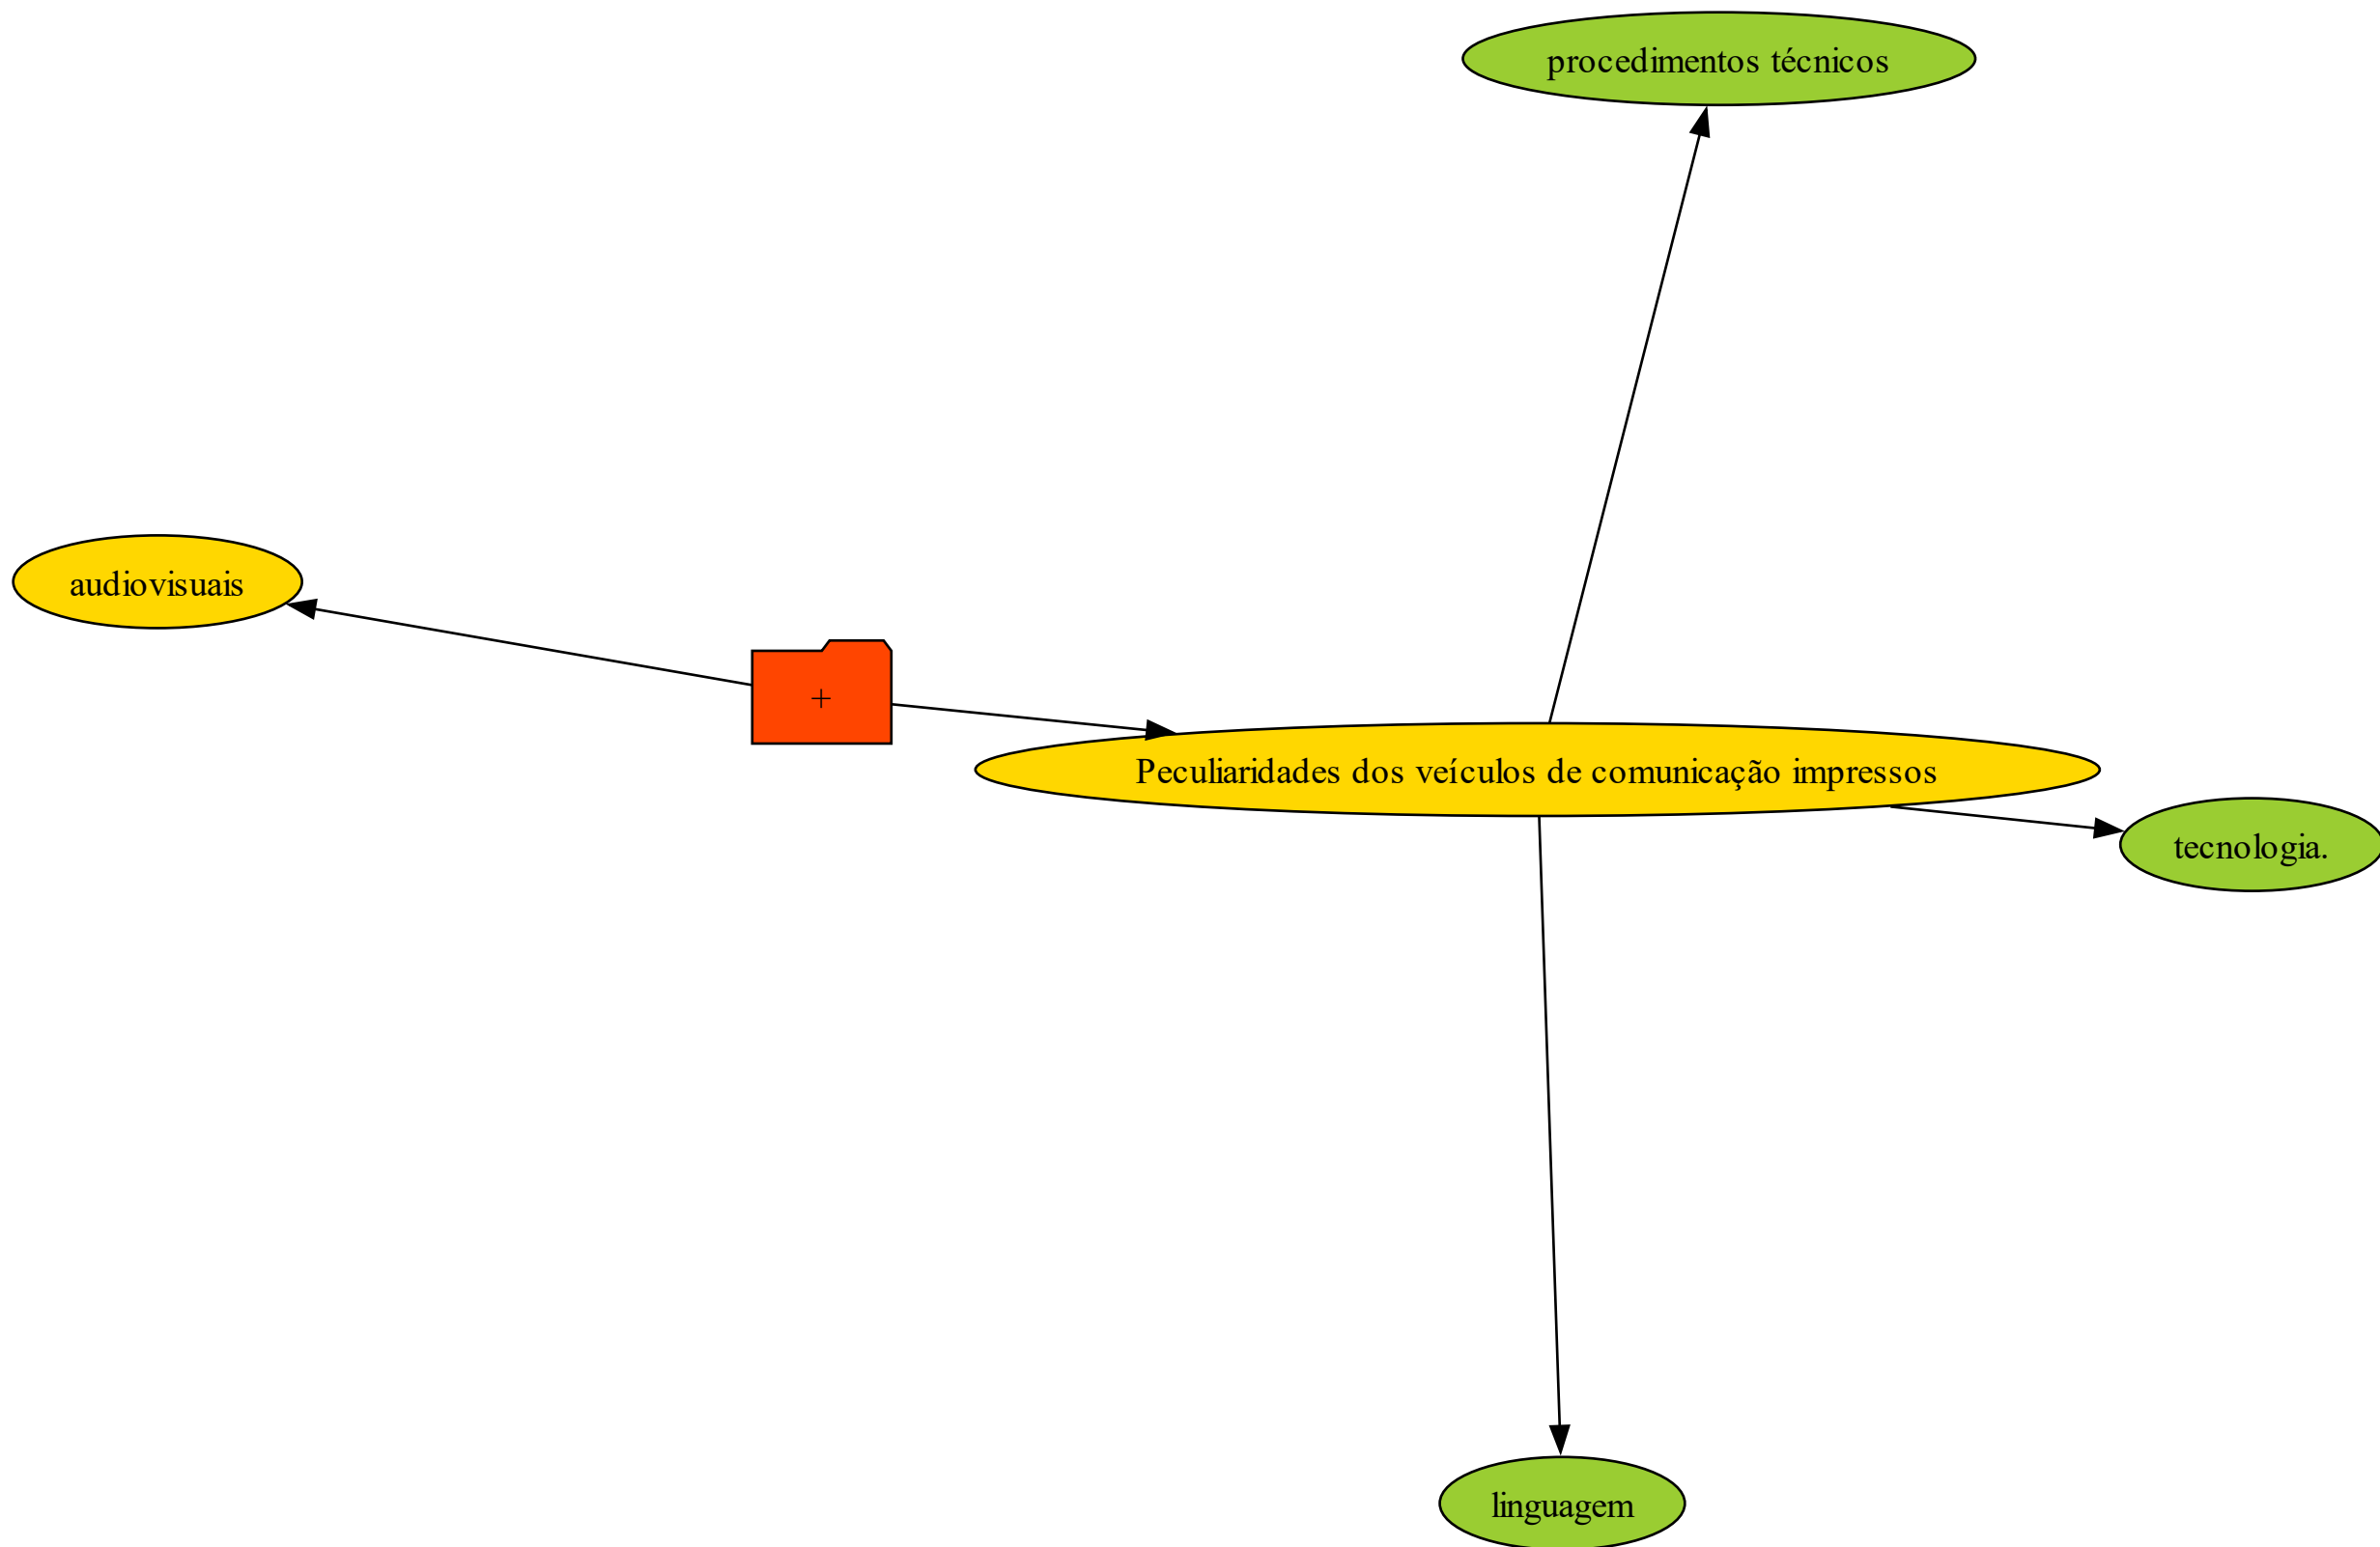 procedimentos técnicos
audiovisuais
+
Peculiaridades dos veículos de comunicação impressos
tecnologia.
linguagem